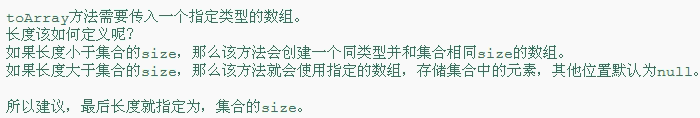 toArray方法需要传入一个指定类型的数组。
长度该如何定义呢?
如果长度小于集合的size，那么该方法会创建一个同类型并和集合相同size的数组。
如果长度大于集合的size，那么该方法就会使用指定的数组，存储集合中的元素，其他位置默认为null。
所以建议，最后长度就指定为，集合的size。